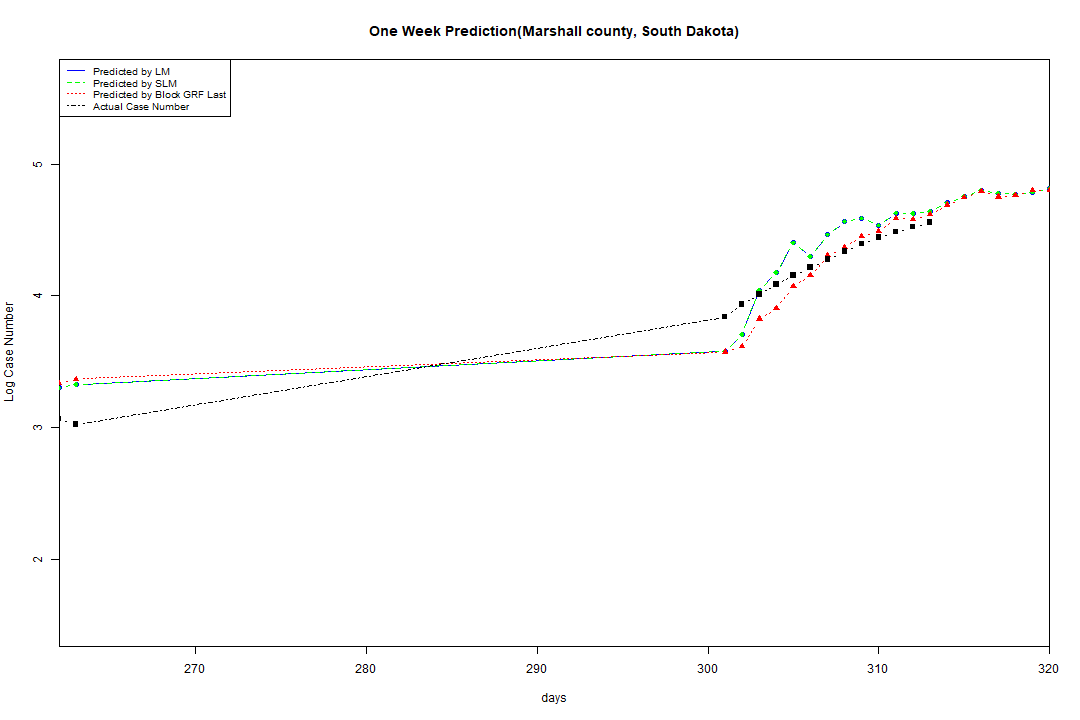 One Week Prediction(Marshall county, South Dakota)
Predicted by LM
Predicted by SLM
Predicted by Block GRF Last
Actual Case Number
5
4
3
2
Log Case Number
270
280
290
300
310
320
days